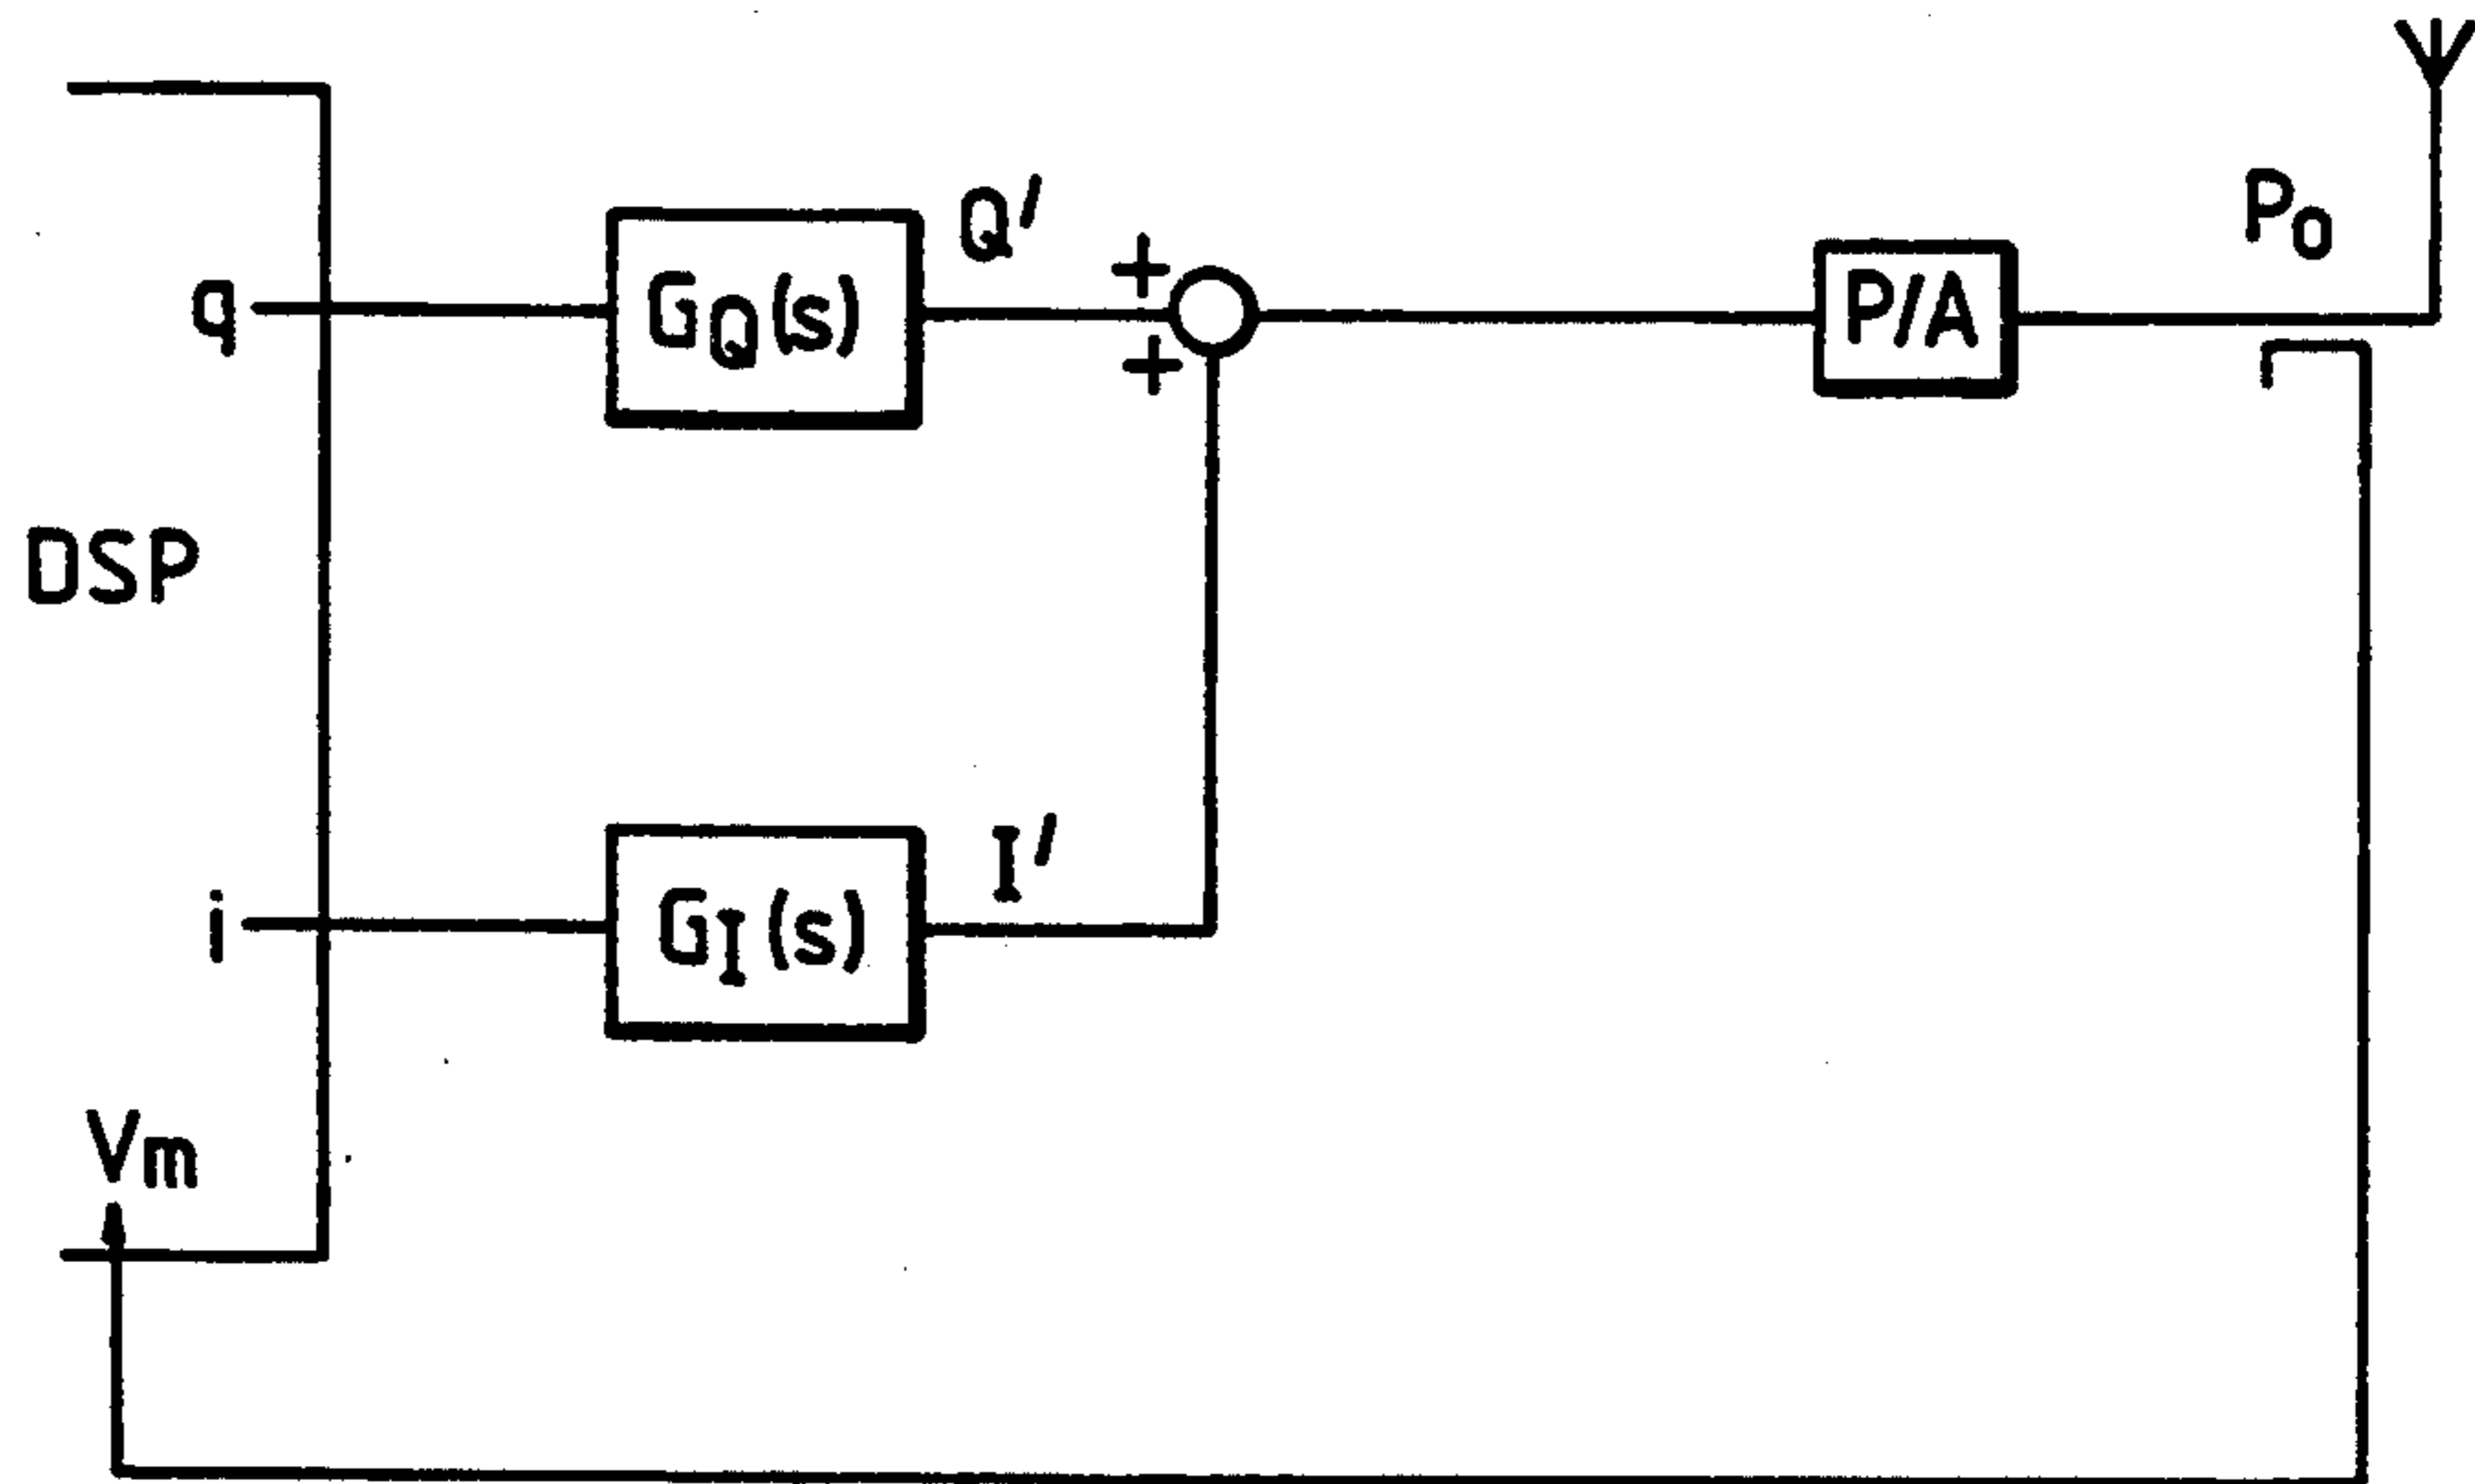 Q'
+
q
GQ(s)
P/A
Po
+
DSP
I'
i
GI(s)
Vm